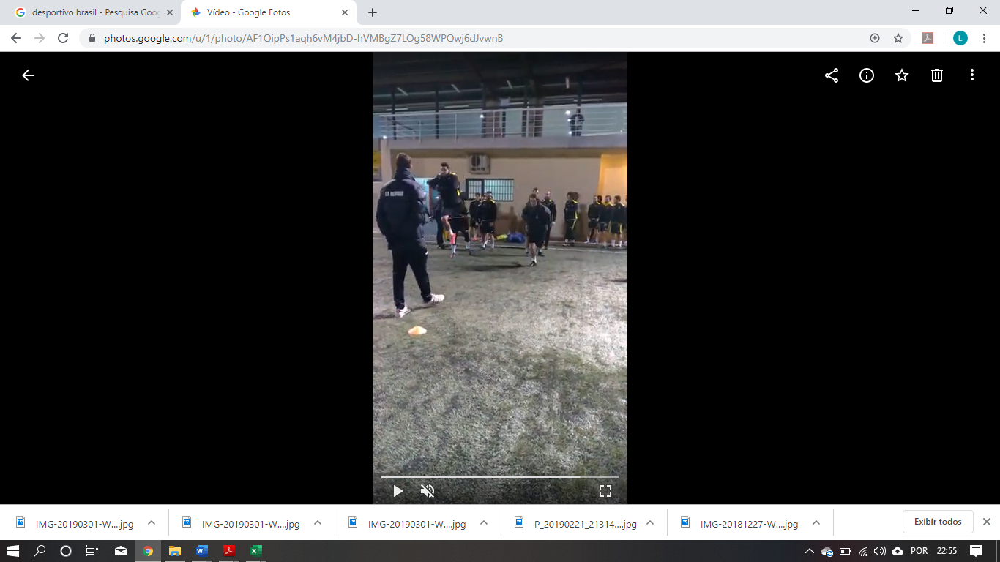 desportivo brasil - Pesquisa Goo
Vídeo - Google Fotos
photos.google.com/u/1/photo/AF1QipPs1aqh6vM4jbD-hVMBgZ7LOg58WPQwj6dJvwnB
L
IMG-20190301-W....jpg
IMG-20190301-W....jpg
IMG-20190301-W....jpg
P_20190221_21314....jpg
IMG-20181227-W....jpg
Exibir todos
POR
22:55